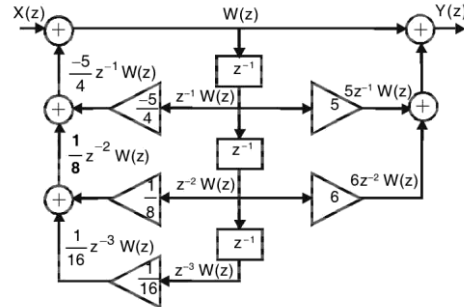 X(z) W(z) Y(z)
+ +
z⁻¹
-5/4 z⁻¹ W(z) z⁻¹ W(z) 5z⁻¹ W(z)
+ -5/4 5 +
z⁻¹
1/8 z⁻² W(z) z⁻² W(z) 6z⁻² W(z)
+ 1/8 6
z⁻¹
1/16 z⁻³ W(z) z⁻³ W(z)
1/16